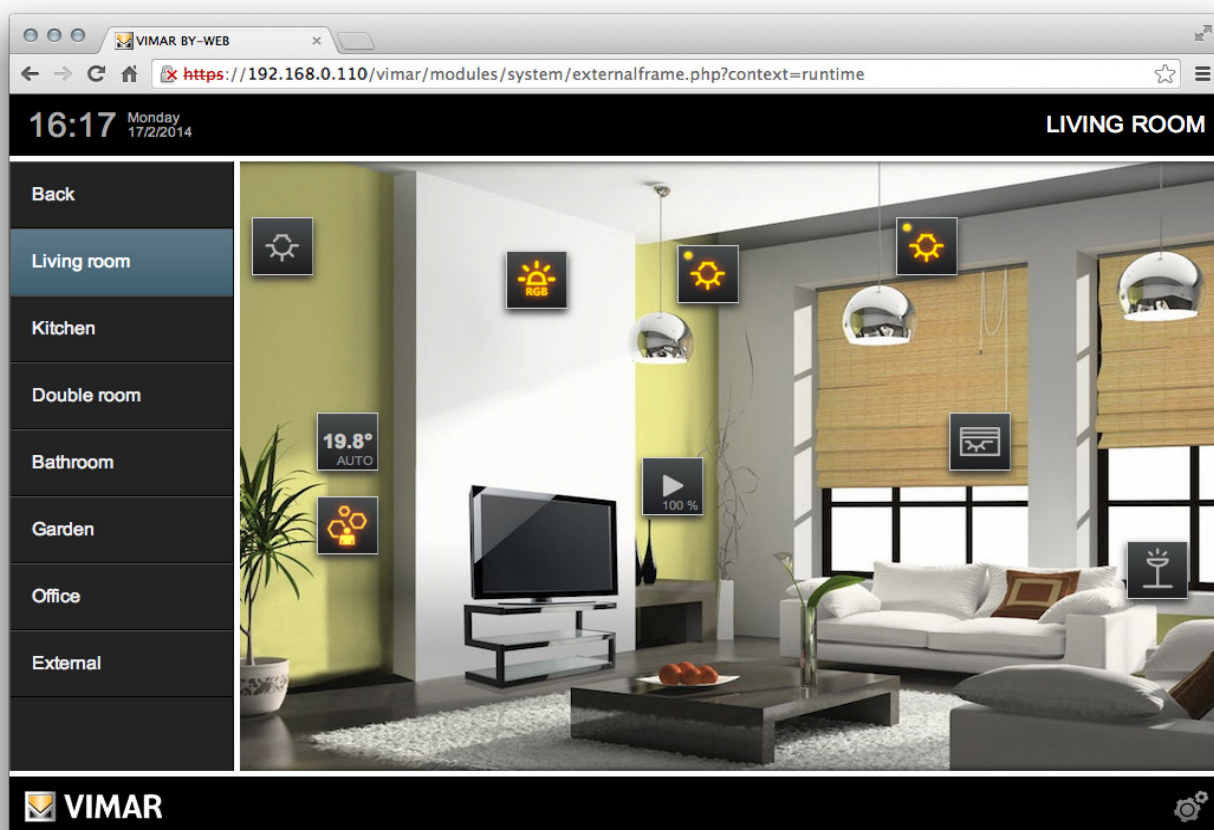 VIMAR BY-WEB
https://192.168.0.110/vimar/modules/system/externalframe.php?context=runtime
16:17 Monday
17/2/2014
LIVING ROOM
Back
Living room
Kitchen
Double room
Bathroom
Garden
Office
External
RGB
19.8°
AUTO
100 %
VIMAR